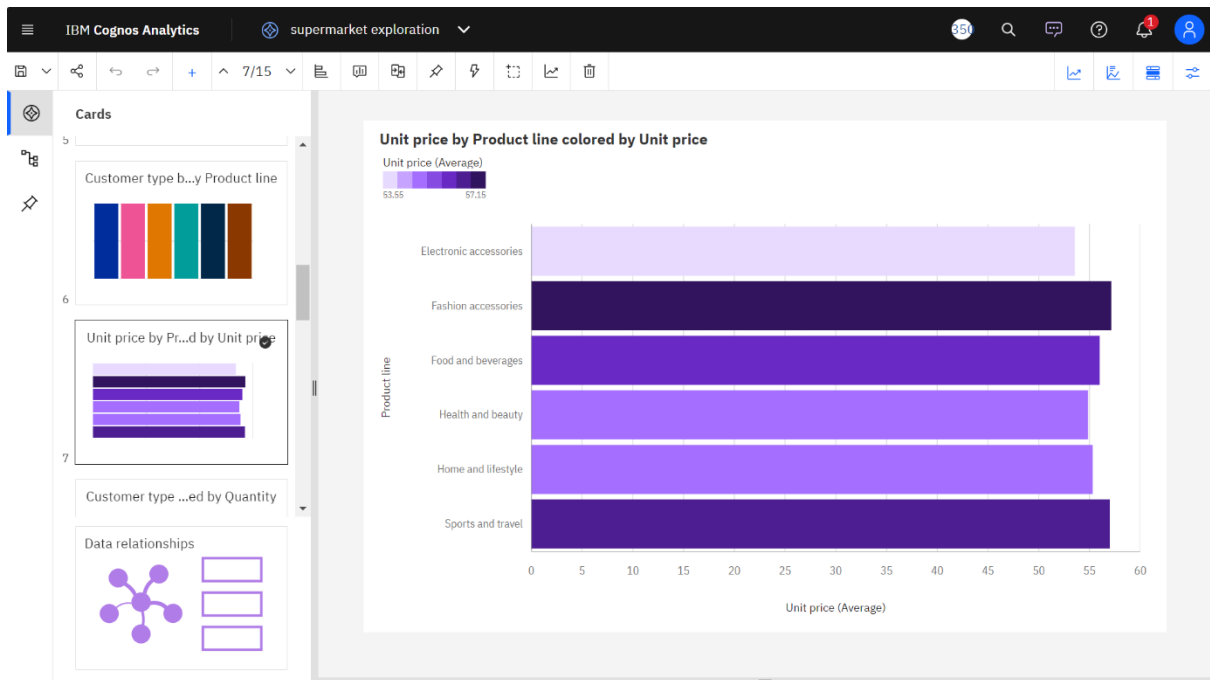 IBM Cognos Analytics
supermarket exploration
350
1
7/15
Cards
5
Customer type b...y Product line
6
Unit price by Pr...d by Unit price
7
Customer type ...ed by Quantity
Data relationships
Unit price by Product line colored by Unit price
Unit price (Average)
53.55 57.15
Product line
Electronic accessories
Fashion accessories
Food and beverages
Health and beauty
Home and lifestyle
Sports and travel
0 5 10 15 20 25 30 35 40 45 50 55 60
Unit price (Average)